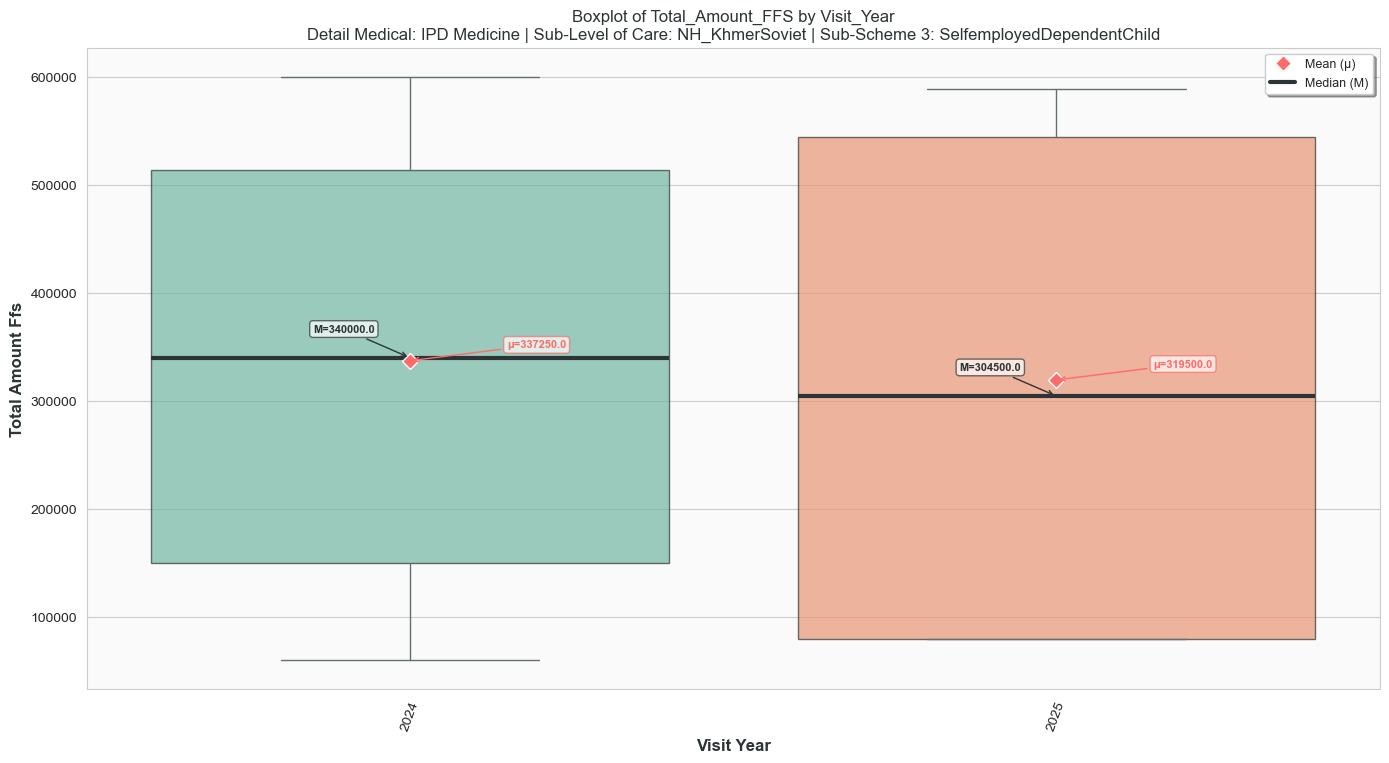 Boxplot of Total_Amount_FFS by Visit_Year
Detail Medical: IPD Medicine | Sub-Level of Care: NH_KhmerSoviet | Sub-Scheme 3: SelfemployedDependentChild
Mean (μ)
Median (M)
Total Amount Ffs
600000
500000
400000
300000
200000
100000
M=340000.0
μ=337250.0
M=304500.0
μ=319500.0
2024
2025
Visit Year